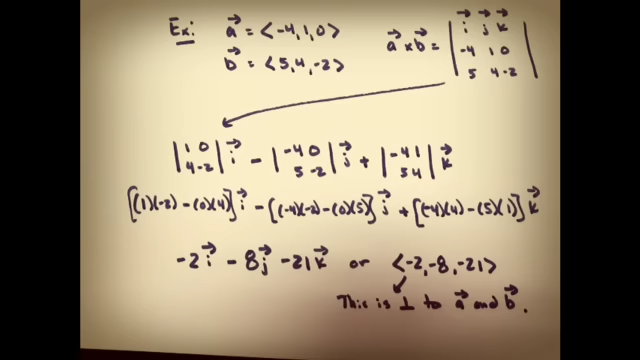 Ex: a⃗ = <-4, 1, 0> a⃗ × b⃗ = | i⃗ j⃗ k⃗ |
b⃗ = <5, 4, -2> | -4 1 0 |
| 5 4 -2 |
| 1 0 | i⃗ - | -4 0 | j⃗ + | -4 1 | k⃗
| 4 -2 | | 5 -2 | | 5 4 |
[(1)(-2) - (0)(4)] i⃗ - [(-4)(-2) - (0)(5)] j⃗ + [(-4)(4) - (5)(1)] k⃗
-2 i⃗ - 8 j⃗ - 21 k⃗ or <-2, -8, -21>
This is ⊥ to a⃗ and b⃗.